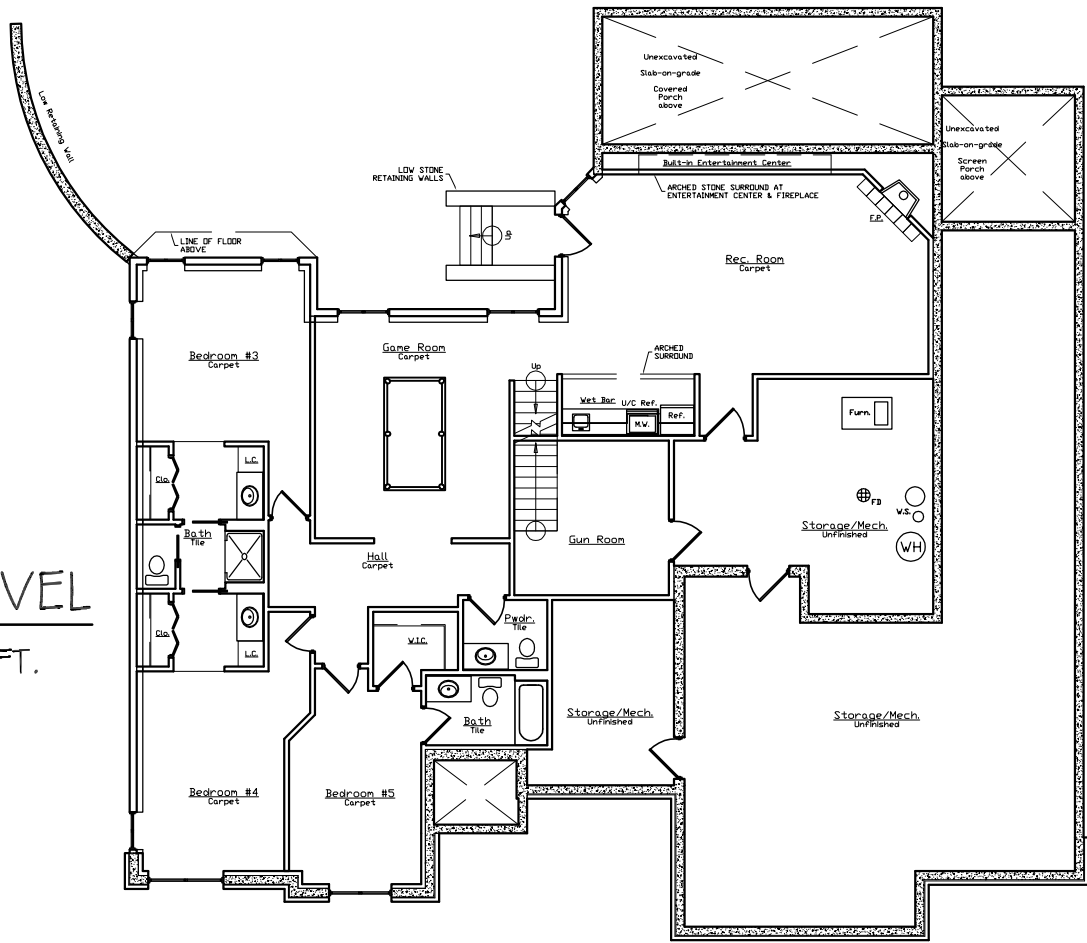 Unexcavated
Slab-on-grade
Covered
Porch
above
Unexcavated
Slab-on-grade
Screen
Porch
above
Low Retaining Wall
Built-in Entertainment Center
LOW STONE
RETAINING WALLS
ARCHED STONE SURROUND AT
ENTERTAINMENT CENTER & FIREPLACE
F.P.
Up
LINE OF FLOOR
ABOVE
Rec. Room
Carpet
Bedroom #3
Carpet
Game Room
Carpet
ARCHED
SURROUND
Up
Wet Bar
U/C Ref.
Ref.
M.W.
Furn.
L.C.
Clo.
FD
W.S.
Storage/Mech.
Unfinished
WH
Bath
Tile
Gun Room
Hall
Carpet
VEL
FT.
Clo.
L.C.
W.I.C.
Pwdr.
Tile
Bath
Tile
Storage/Mech.
Unfinished
Storage/Mech.
Unfinished
Bedroom #4
Carpet
Bedroom #5
Carpet